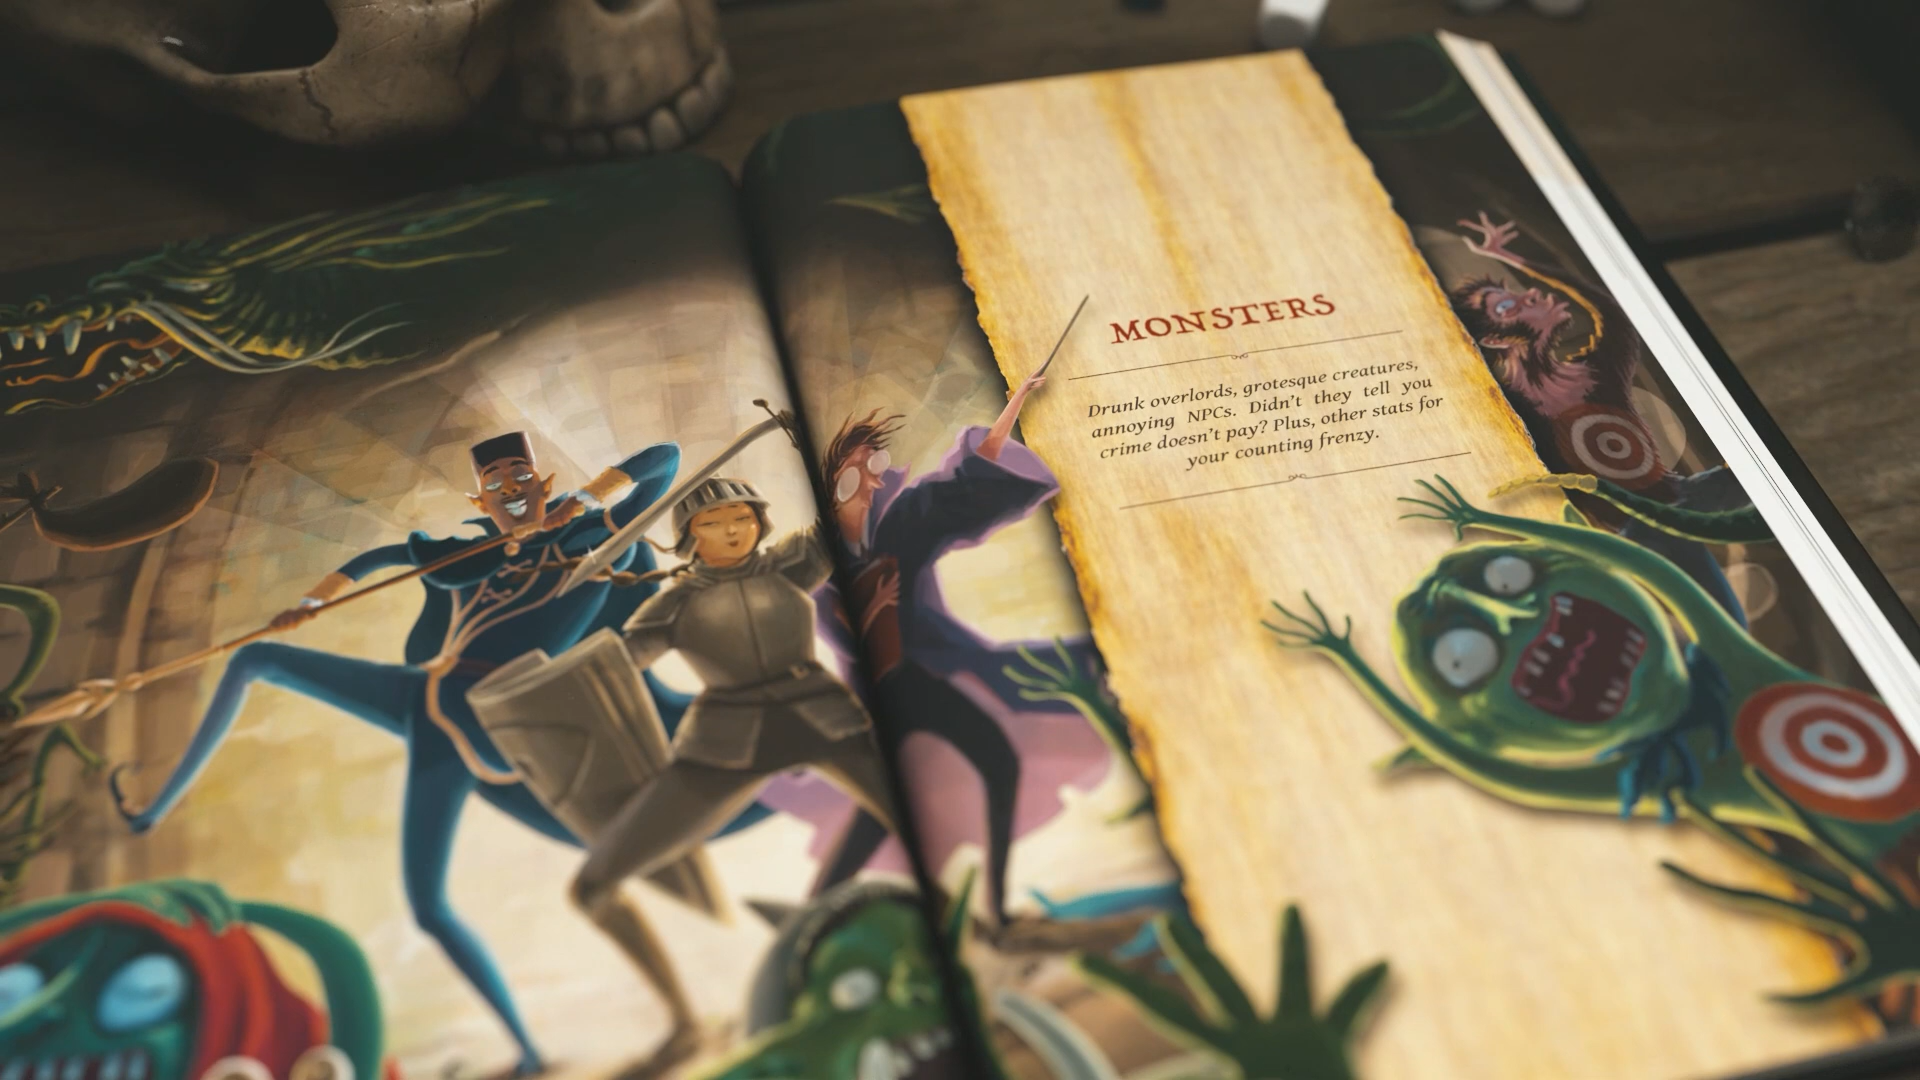 MONSTERS
Drunk overlords, grotesque creatures,
annoying NPCs. Didn't they tell you
crime doesn't pay? Plus, other stats for
your counting frenzy.